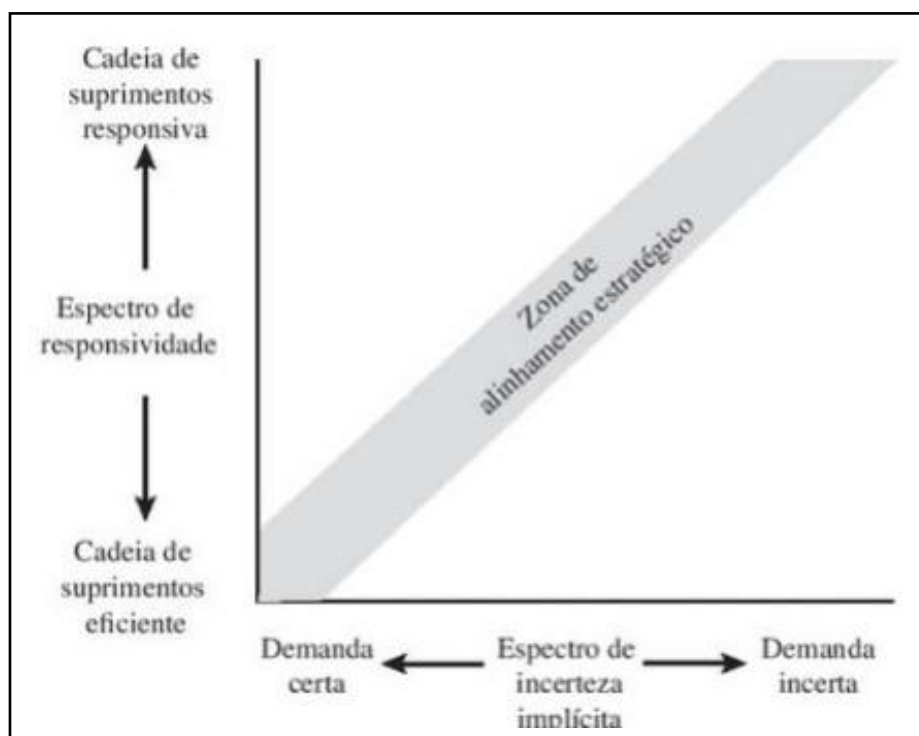 Cadeia de
suprimentos
responsiva
Espectro de
responsividade
Cadeia de
suprimentos
eficiente
Zona de
alinhamento estratégico
Demanda
certa
Espectro de
incerteza
implícita
Demanda
incerta